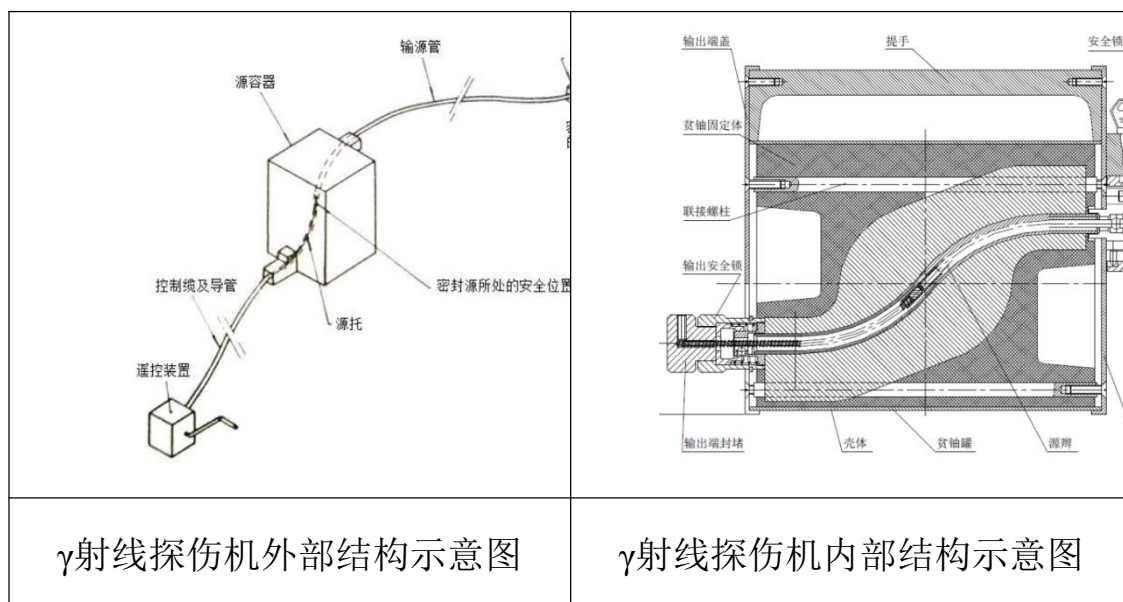 输源管
源容器
密封源所处的安全位置
控制缆及导管
源托
遥控装置
γ射线探伤机外部结构示意图
输出端盖
提手
安全锁
贫铀固定体
联接螺柱
输出安全锁
输出端封堵
壳体
贫铀罐
源辨
γ射线探伤机内部结构示意图